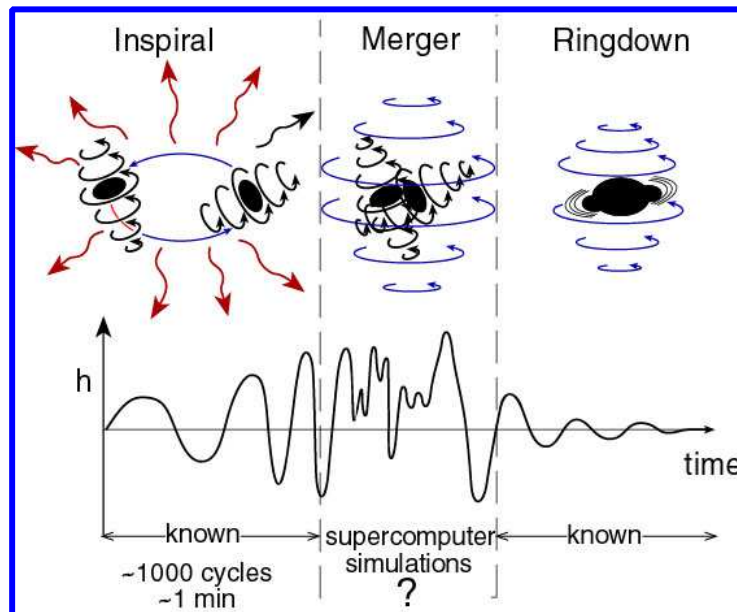 Inspiral
Merger
Ringdown
h
time
known
supercomputer
simulations
?
known
~1000 cycles
~1 min